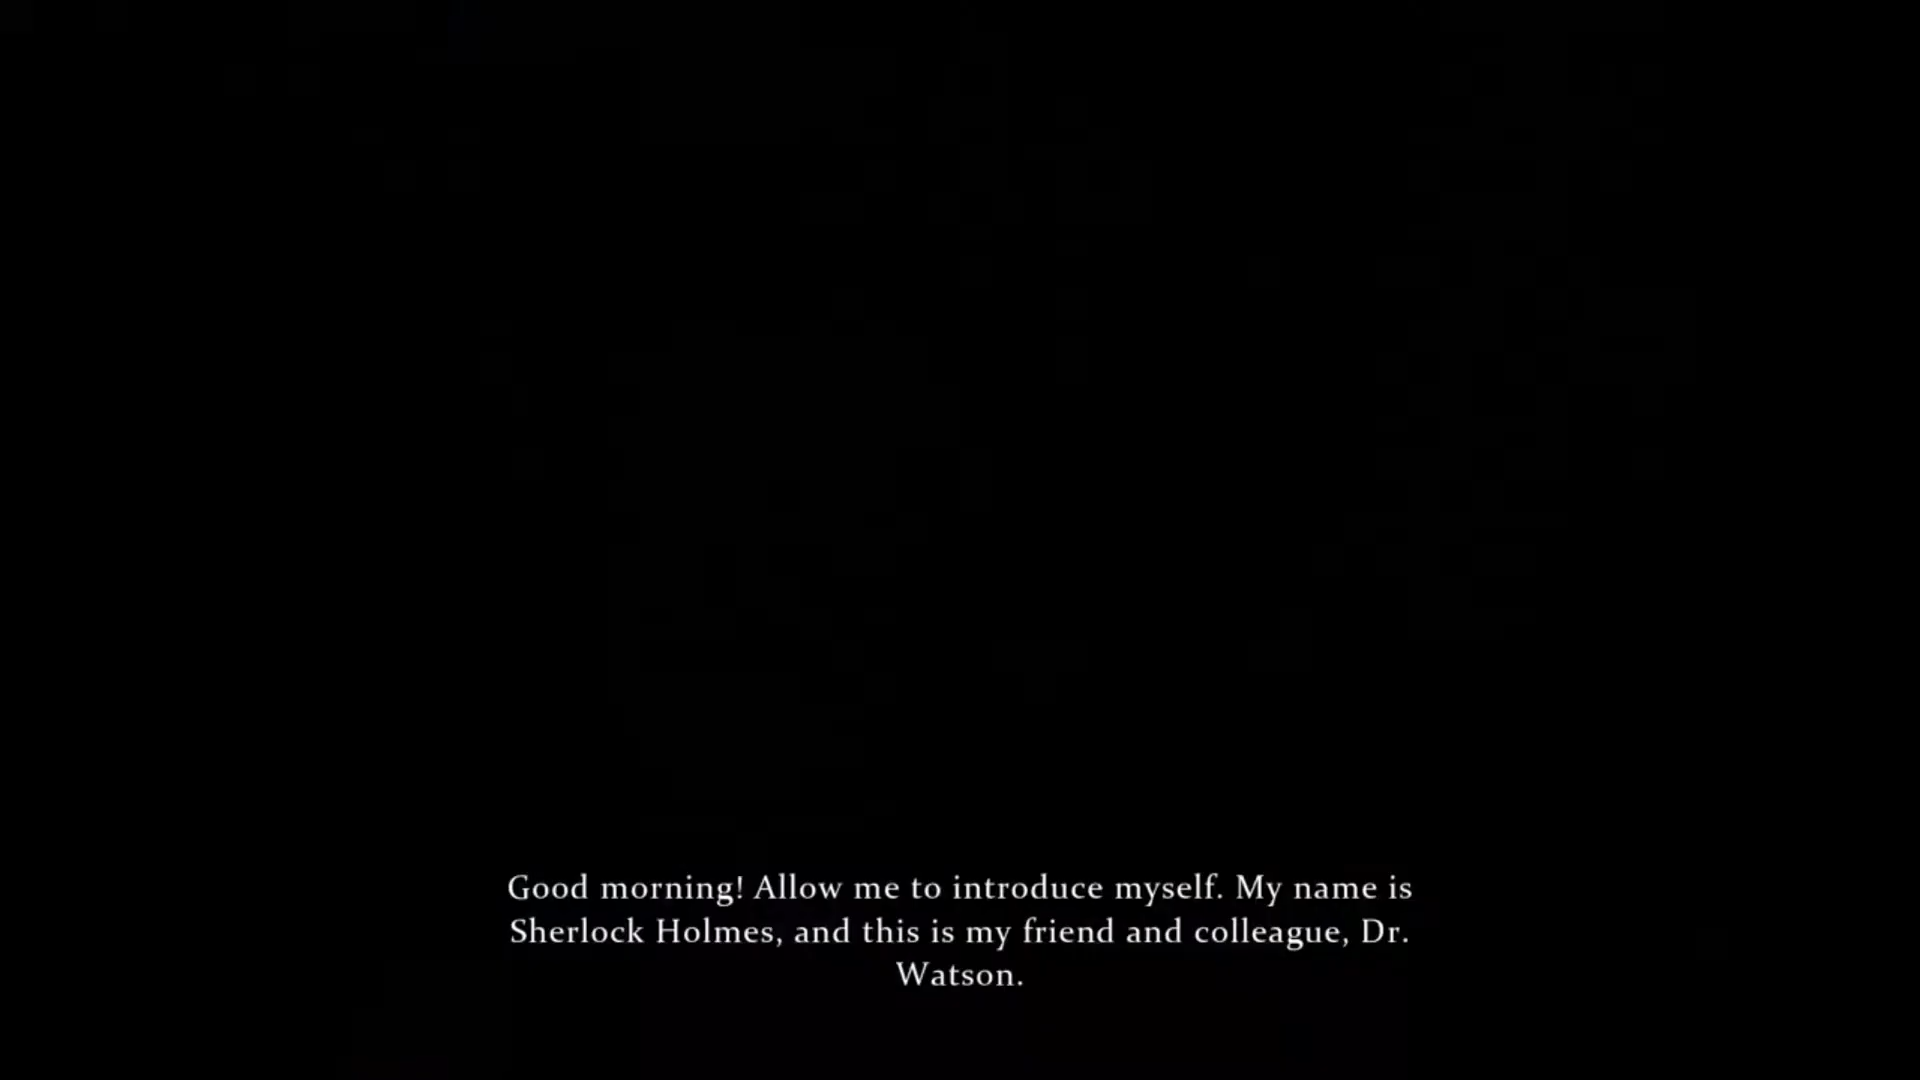 Good morning! Allow me to introduce myself. My name is
Sherlock Holmes, and this is my friend and colleague, Dr.
Watson.